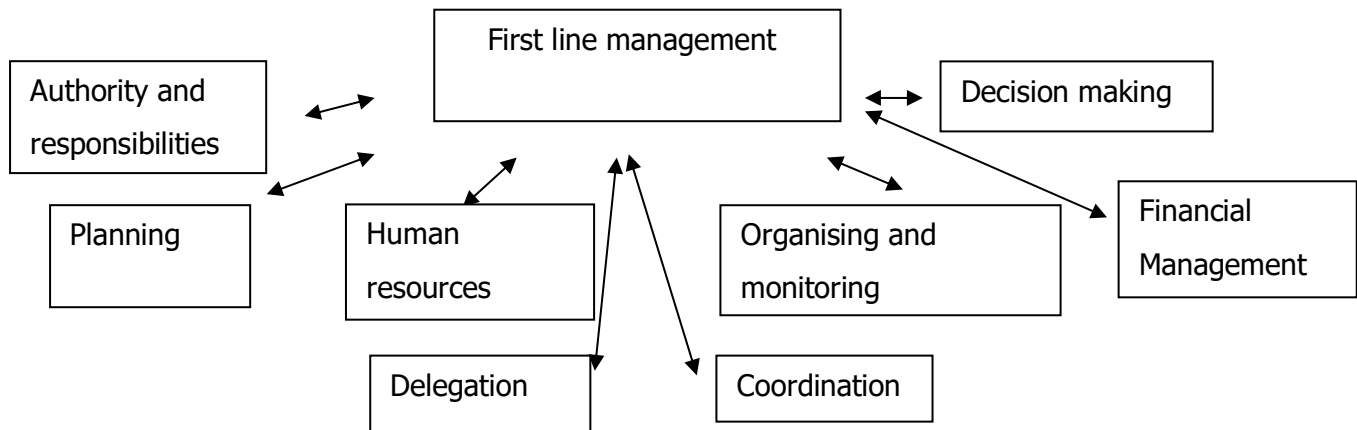 First line management
Authority and
responsibilities
Decision making
Planning
Human
resources
Organising and
monitoring
Financial
Management
Delegation
Coordination